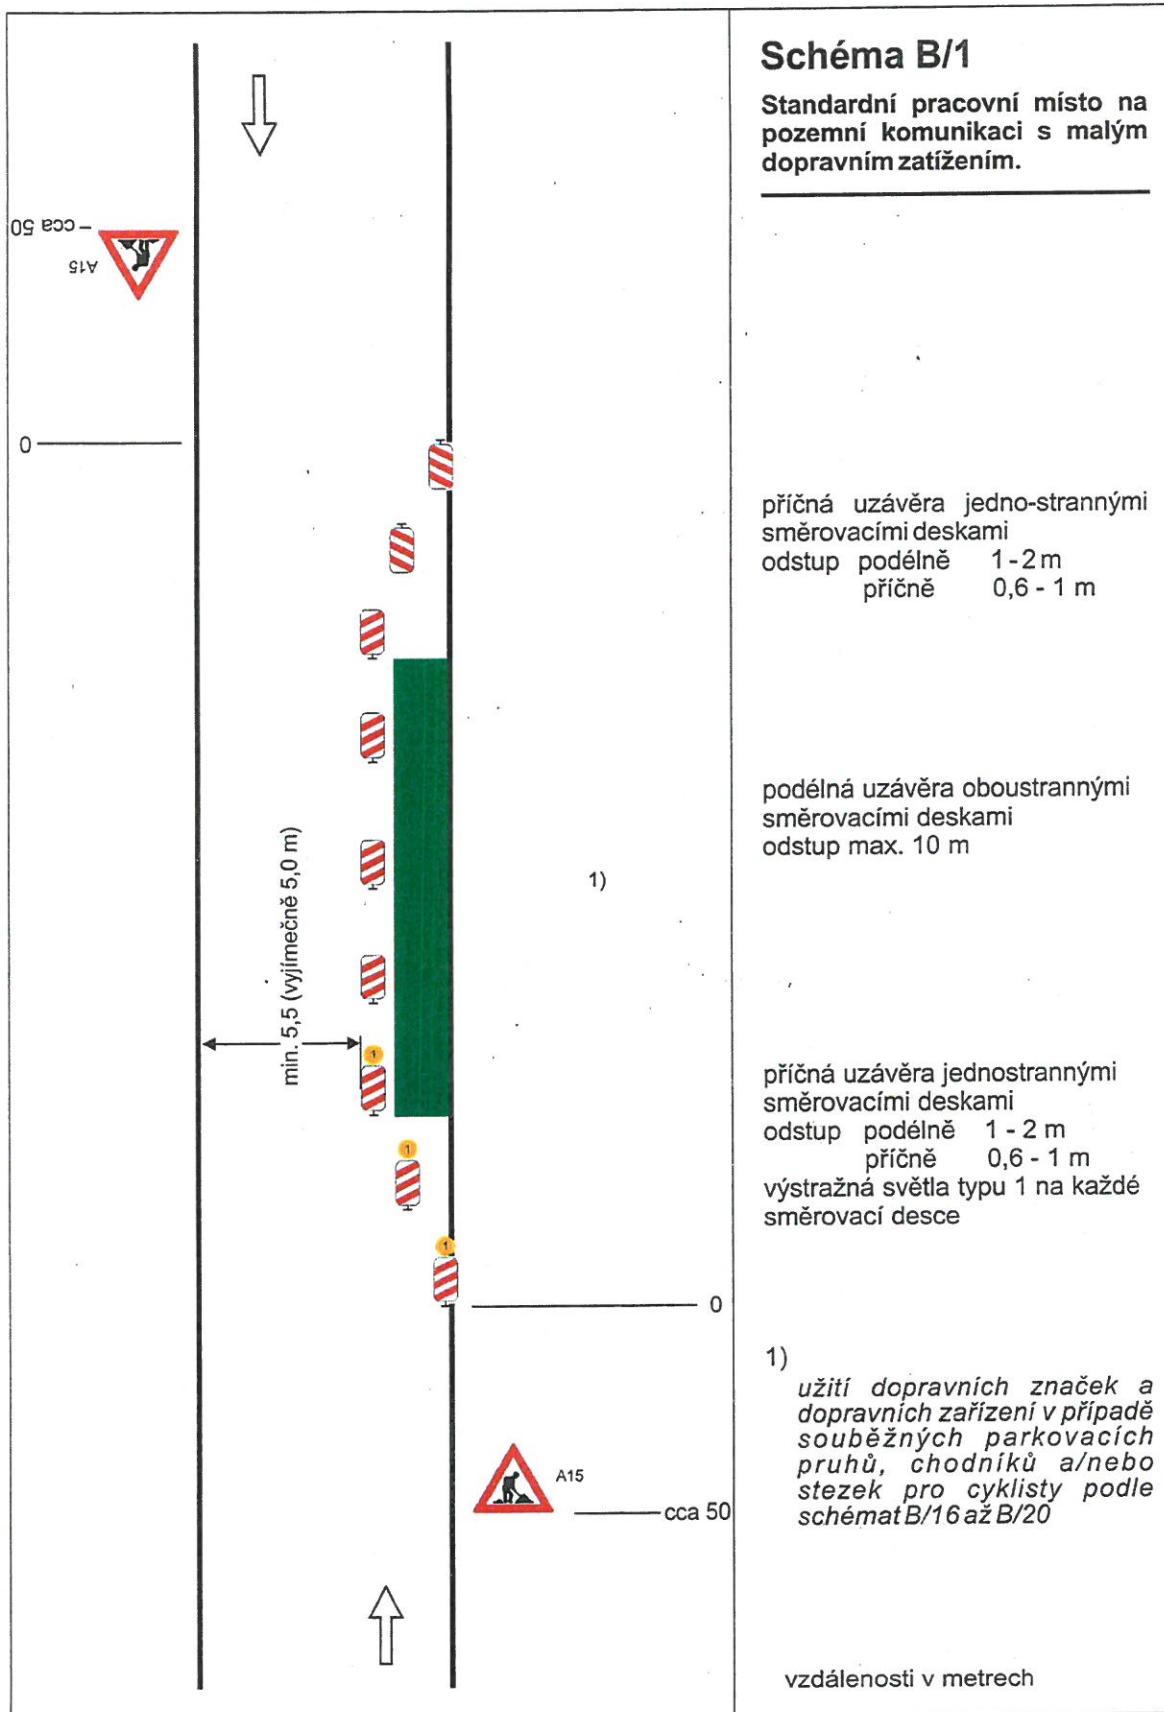 Schéma B/1
Standardní pracovní místo na
pozemní komunikaci s malým
dopravním zatížením.
cca 50
A15
0
příčná uzávěra jedno-strannými
směrovacími deskami
odstup podélně 1-2 m
příčně 0,6 - 1 m
podélná uzávěra oboustrannými
směrovacími deskami
odstup max. 10 m
1)
min. 5,5 (vyjímečně 5,0 m)
1
1
1
příčná uzávěra jednostrannými
směrovacími deskami
odstup podélně 1 - 2 m
příčně 0,6 - 1 m
výstražná světla typu 1 na každé
směrovací desce
0
A15
cca 50
1)
užití dopravních značek a
dopravních zařízení v případě
souběžných parkovacích
pruhů, chodníků a/nebo
stezek pro cyklisty podle
schémat B/16 až B/20
vzdálenosti v metrech